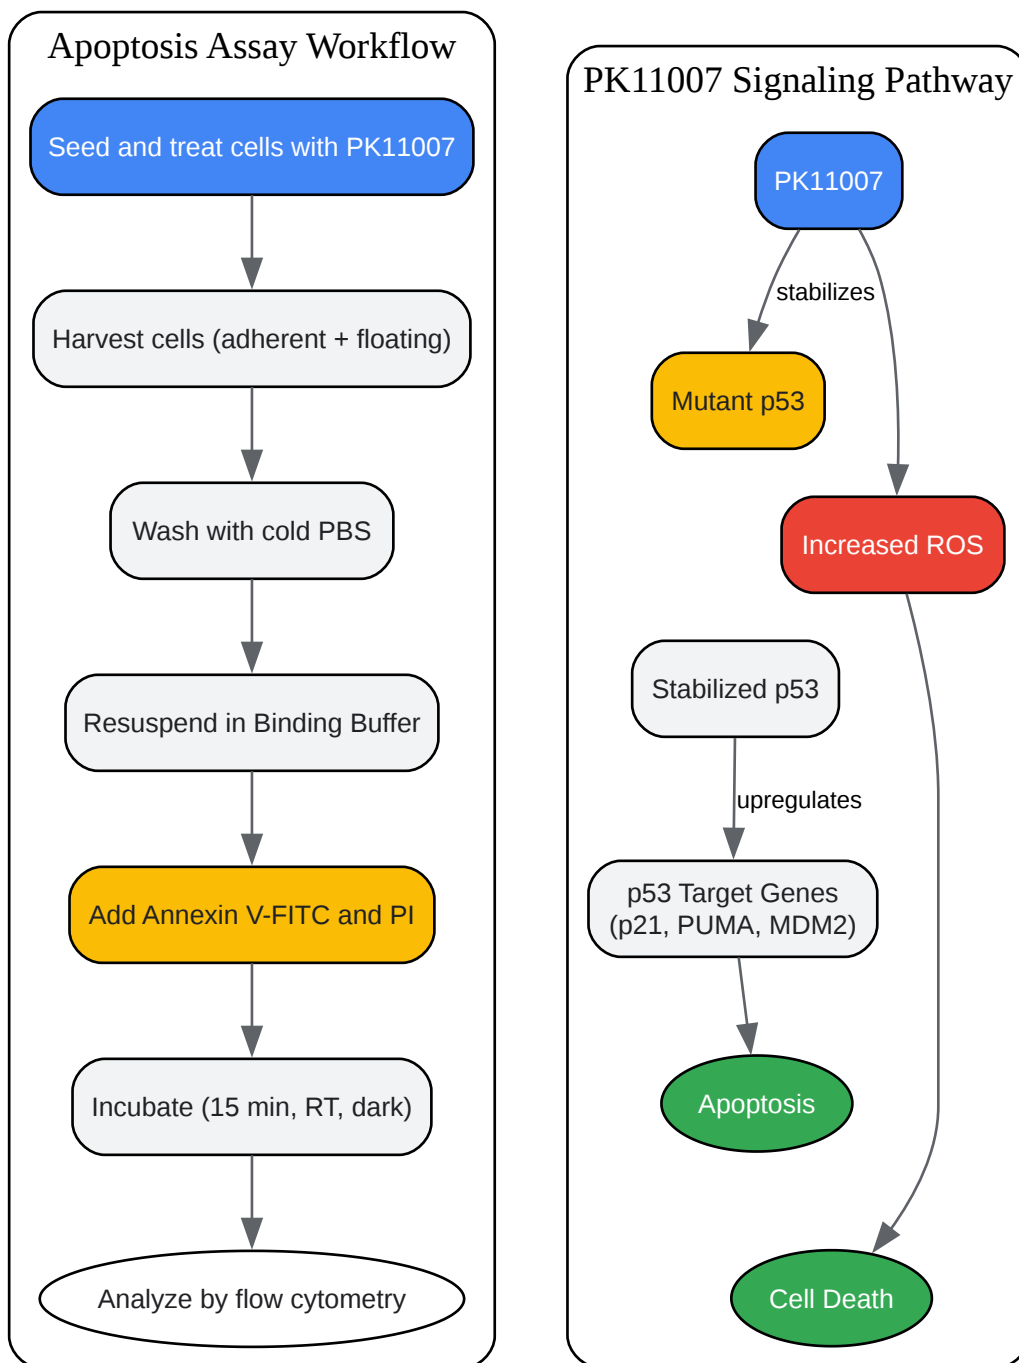 Apoptosis Assay Workflow
Seed and treat cells with PK11007
Harvest cells (adherent + floating)
Wash with cold PBS
Resuspend in Binding Buffer
Add Annexin V-FITC and PI
Incubate (15 min, RT, dark)
Analyze by flow cytometry
PK11007 Signaling Pathway
PK11007
stabilizes
Mutant p53
Increased ROS
Stabilized p53
upregulates
p53 Target Genes
(p21, PUMA, MDM2)
Apoptosis
Cell Death